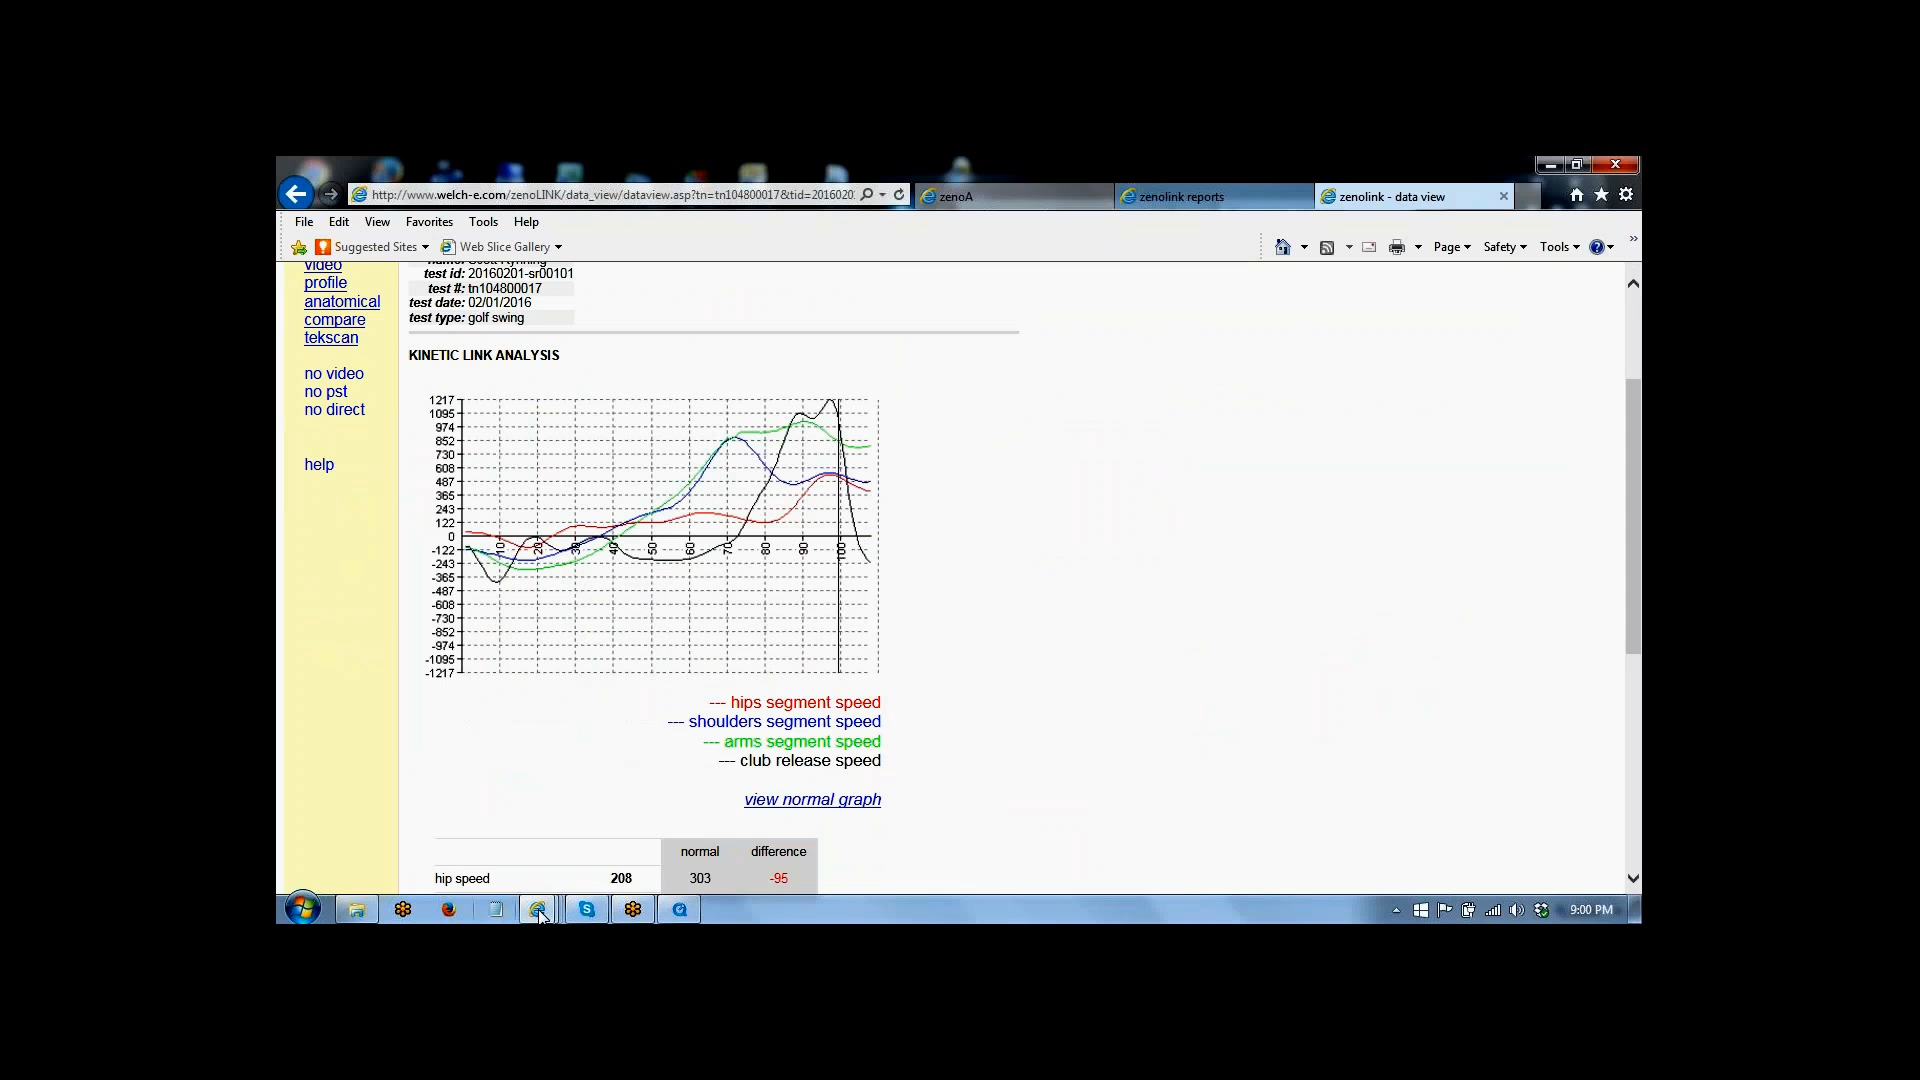 http://www.welch-e.com/zenoLINK/data_view/dataview.asp?tn=tn104800017&tid=2016020
zenoA
zenolink reports
zenolink - data view
File Edit View Favorites Tools Help
Suggested Sites
Web Slice Gallery
Page
Safety
Tools
video
profile
anatomical
compare
tekscan
no video
no pst
no direct
help
test id: 20160201-sr00101
test #: tn104800017
test date: 02/01/2016
test type: golf swing
KINETIC LINK ANALYSIS
1217
1095
974
852
730
608
487
365
243
122
0
-122
-243
-365
-487
-608
-730
-852
-974
-1095
-1217
10 20 30 40 50 60 70 80 90 100
--- hips segment speed
--- shoulders segment speed
--- arms segment speed
--- club release speed
view normal graph
normal difference
hip speed 208 303 -95
9:00 PM